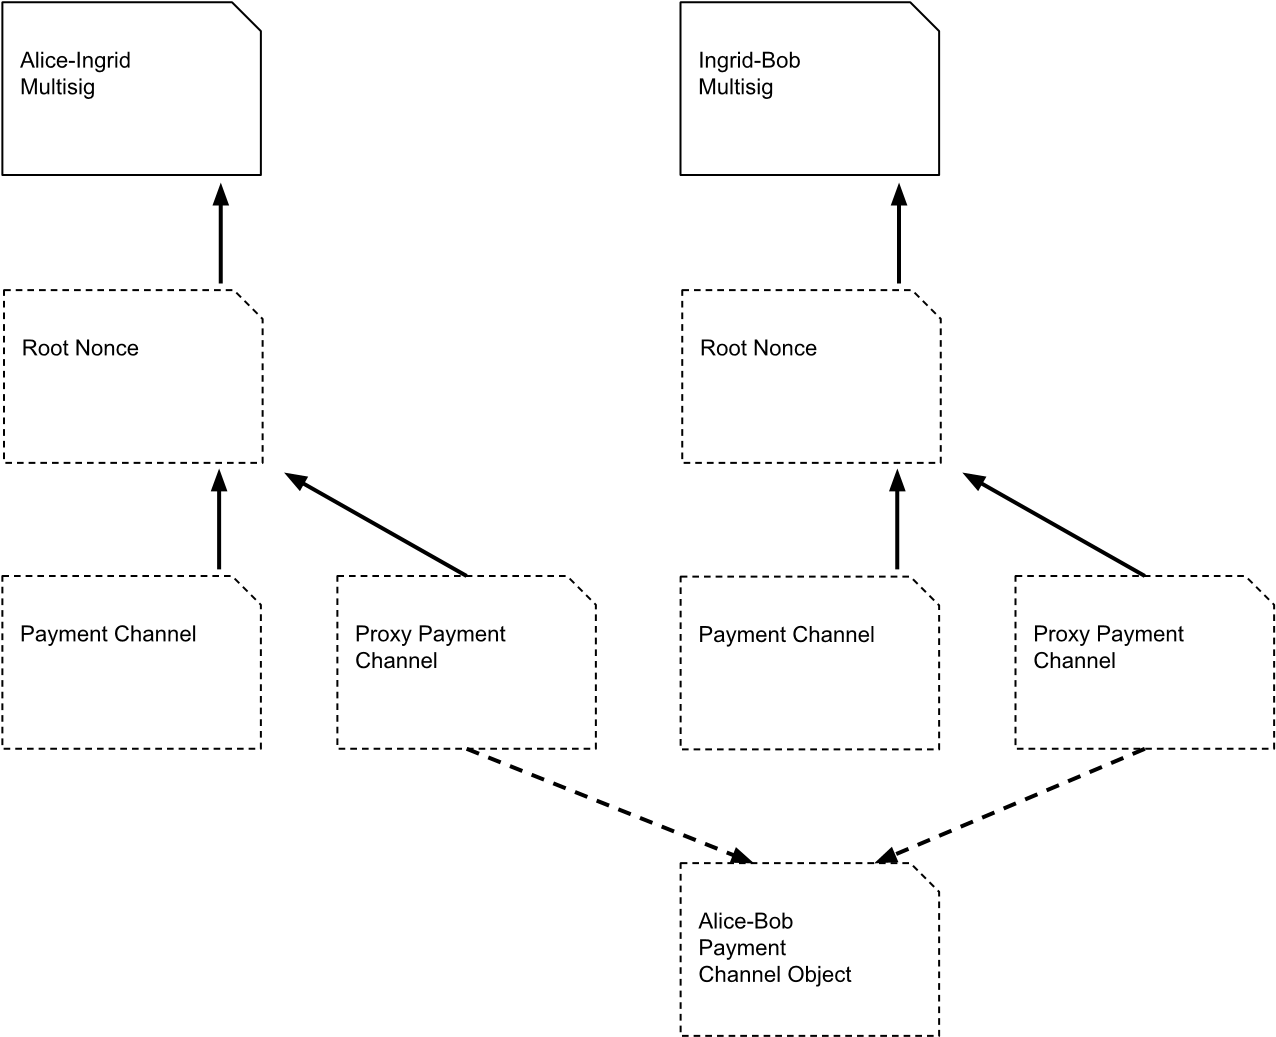 Alice-Ingrid
Multisig
Ingrid-Bob
Multisig
Root Nonce
Root Nonce
Payment Channel
Proxy Payment
Channel
Payment Channel
Proxy Payment
Channel
Alice-Bob
Payment
Channel Object